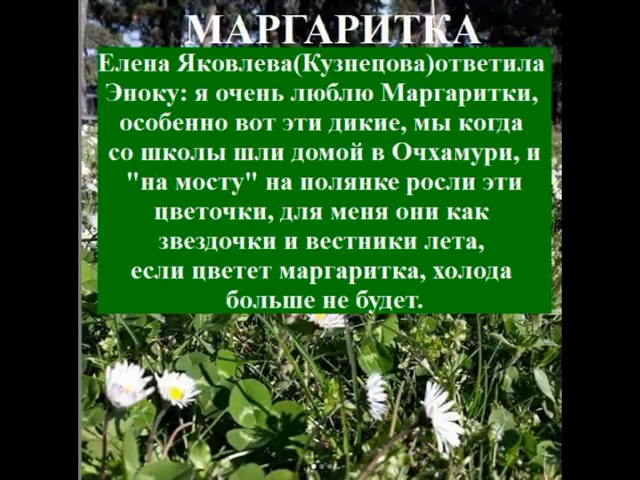 МАРГАРИТКА
Елена Яковлева(Кузнецова)ответила
Эноку: я очень люблю Маргаритки,
особенно вот эти дикие, мы когда
со школы шли домой в Очхамури, и
"на мосту" на полянке росли эти
цветочки, для меня они как
звездочки и вестники лета,
если цветет маргаритка, холода
больше не будет.